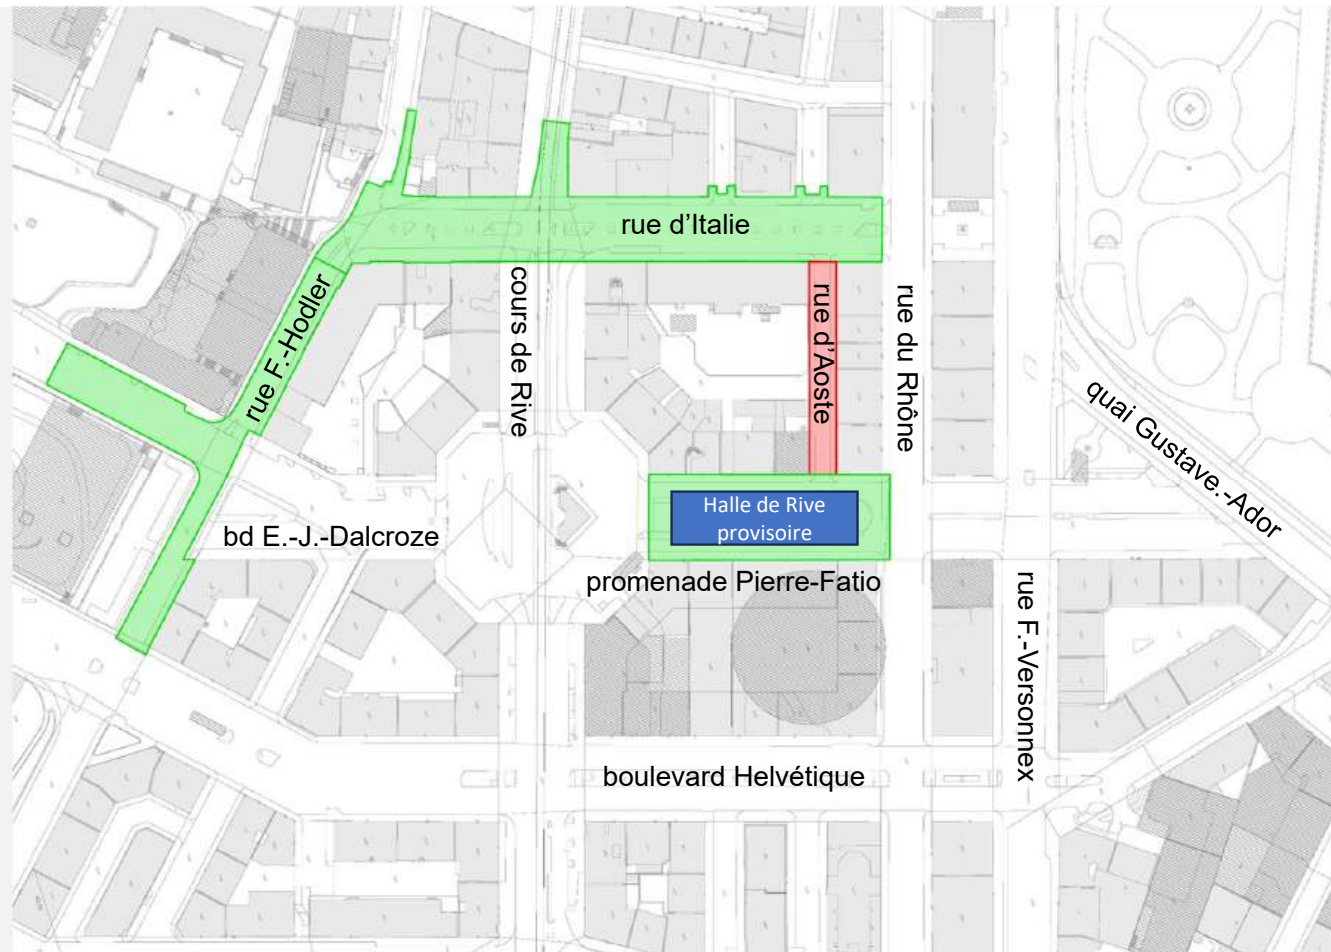 rue d'Italie
rue F.-Hodler
cours de Rive
rue d'Aoste
rue du Rhône
quai Gustave.-Ador
Halle de Rive
provisoire
bd E.-J.-Dalcroze
promenade Pierre-Fatio
rue F.-Versonnex
boulevard Helvétique